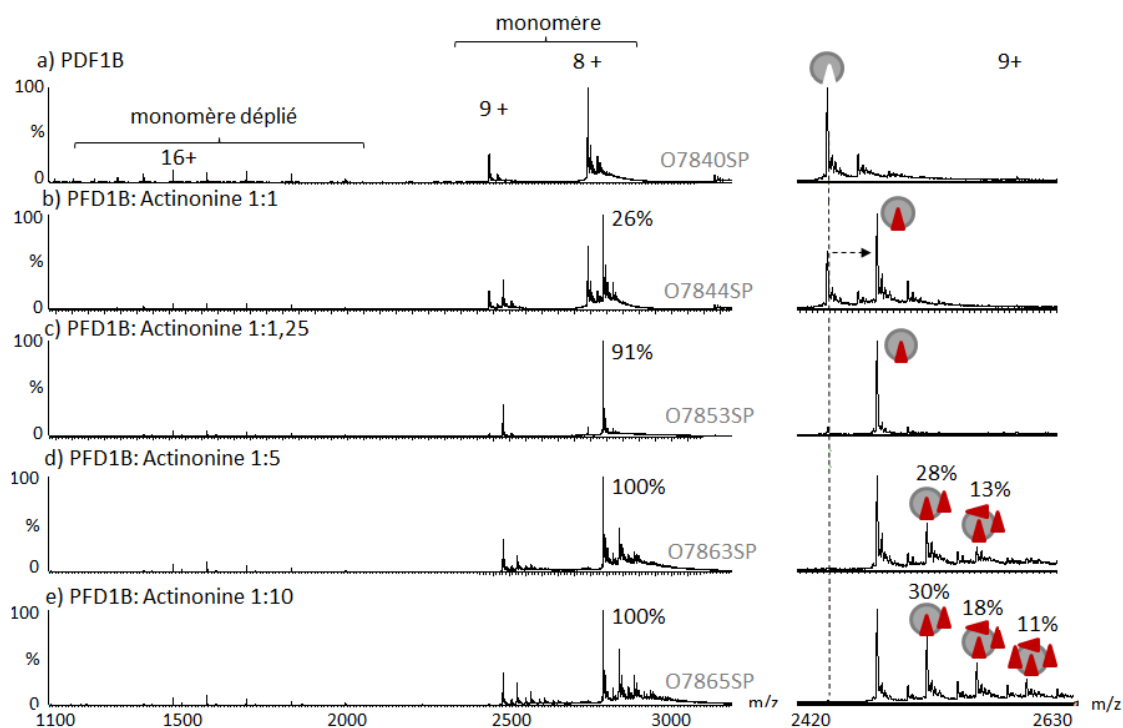 monomère
a) PDF1B
8 +
9+
100
%
0
monomère déplié
16+
9 +
O7840SP
b) PFD1B: Actinonine 1:1
100
%
0
26%
O7844SP
c) PFD1B: Actinonine 1:1,25
100
%
0
91%
O7853SP
d) PFD1B: Actinonine 1:5
100
%
0
100%
O7863SP
28%
13%
e) PFD1B: Actinonine 1:10
100
%
0
100%
O7865SP
30%
18%
11%
m/z
m/z
1100
1500
2000
2500
3000
2420
2630